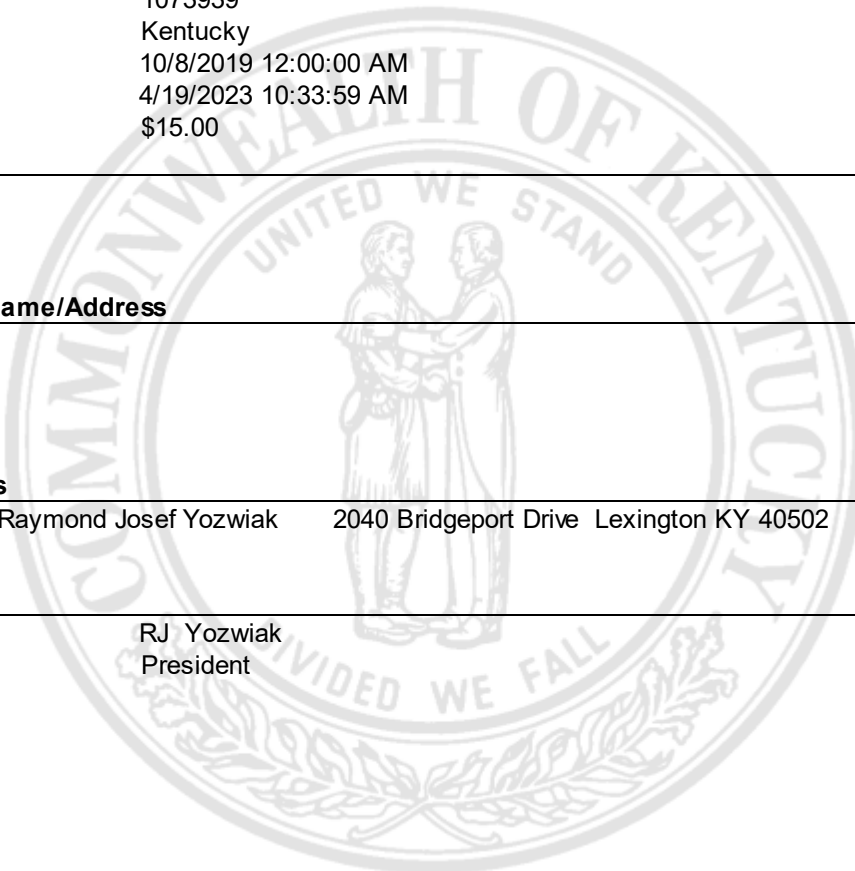 Kentucky
10/8/2019 12:00:00 AM
4/19/2023 10:33:59 AM
$15.00
COMMONWEALTH OF KENTUCKY
UNITED WE STAND
ame/Address
s
Raymond Josef Yozwiak 2040 Bridgeport Drive Lexington KY 40502
RJ Yozwiak
President
DIVIDED WE FALL